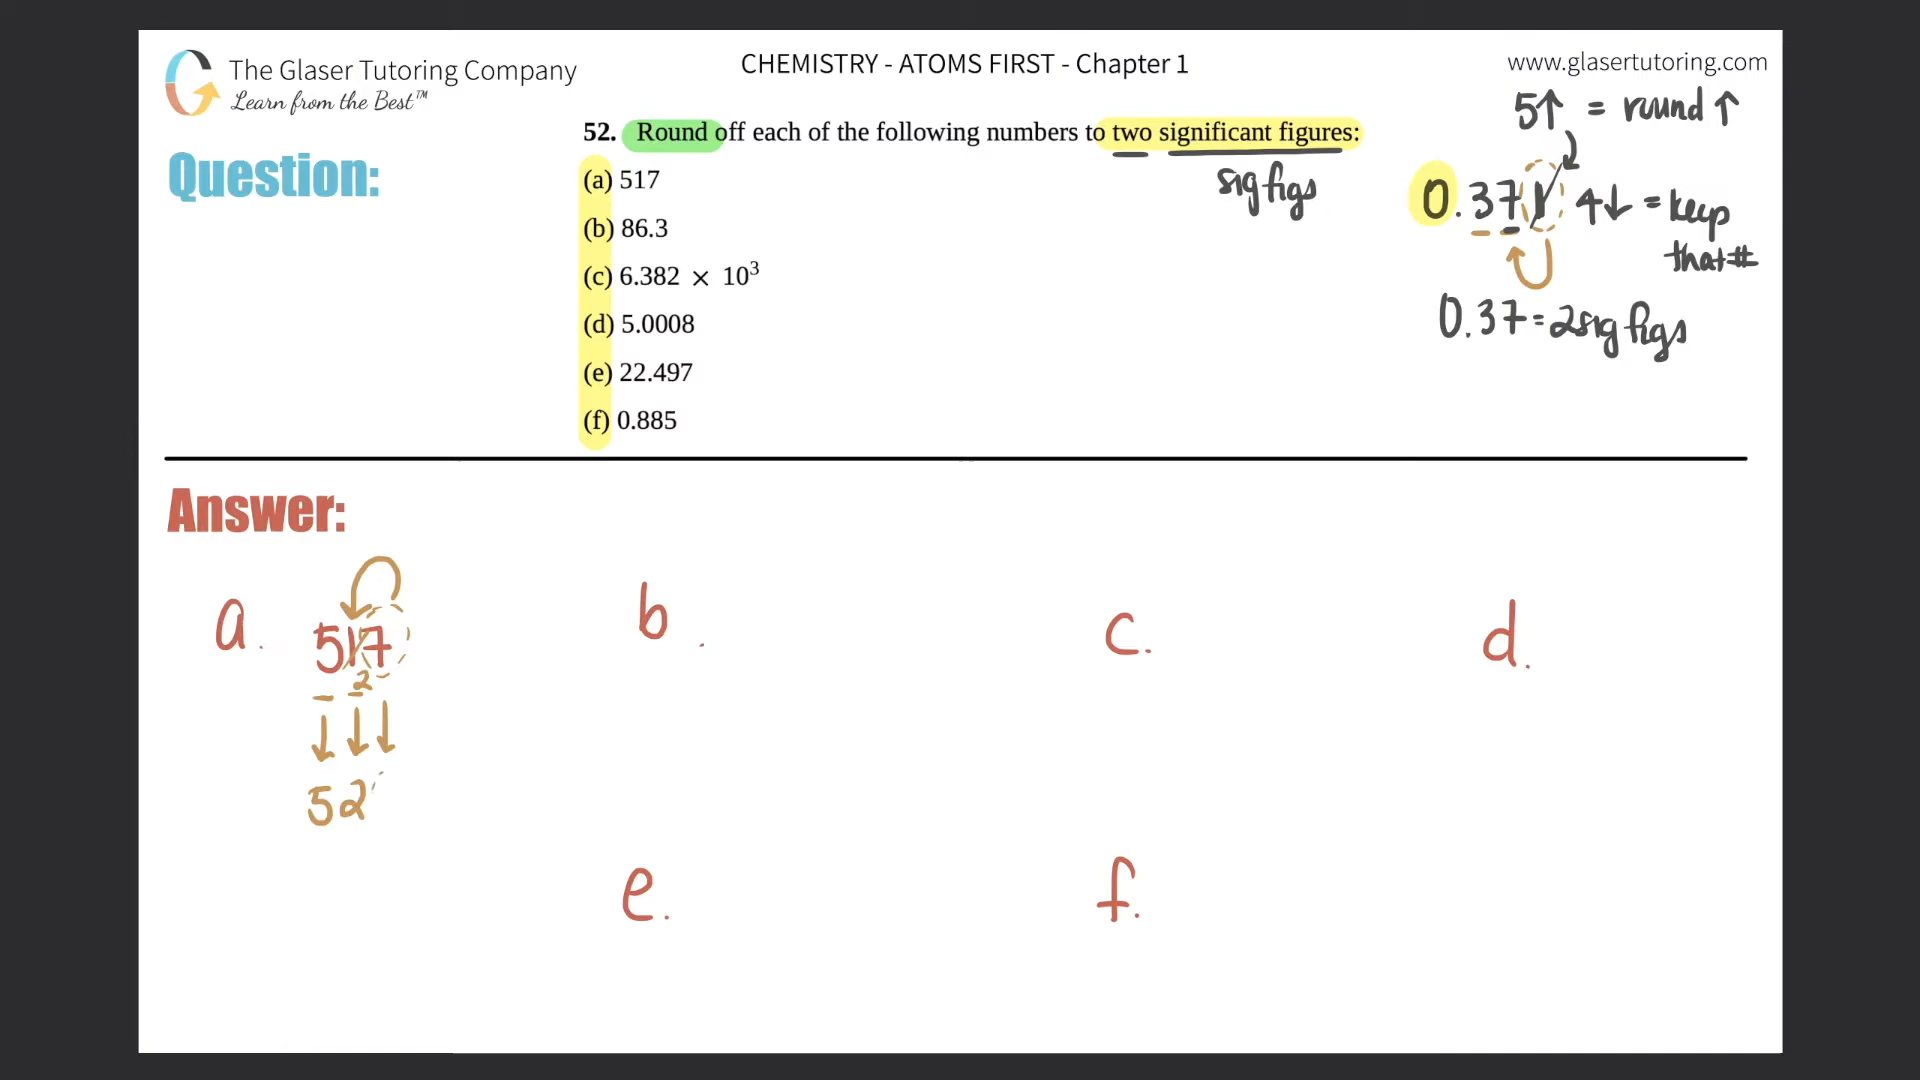 The Glaser Tutoring Company
Learn from the Best™
CHEMISTRY - ATOMS FIRST - Chapter 1
www.glasertutoring.com
Question:
52. Round off each of the following numbers to two significant figures:
(a) 517
(b) 86.3
(c) 6.382 × 10³
(d) 5.0008
(e) 22.497
(f) 0.885
sig figs
5↑ = round ↑
0.371 4↓ = keep
that #
0.37 = 2 sig figs
Answer:
a. 517
2
52
b.
c.
d.
e.
f.